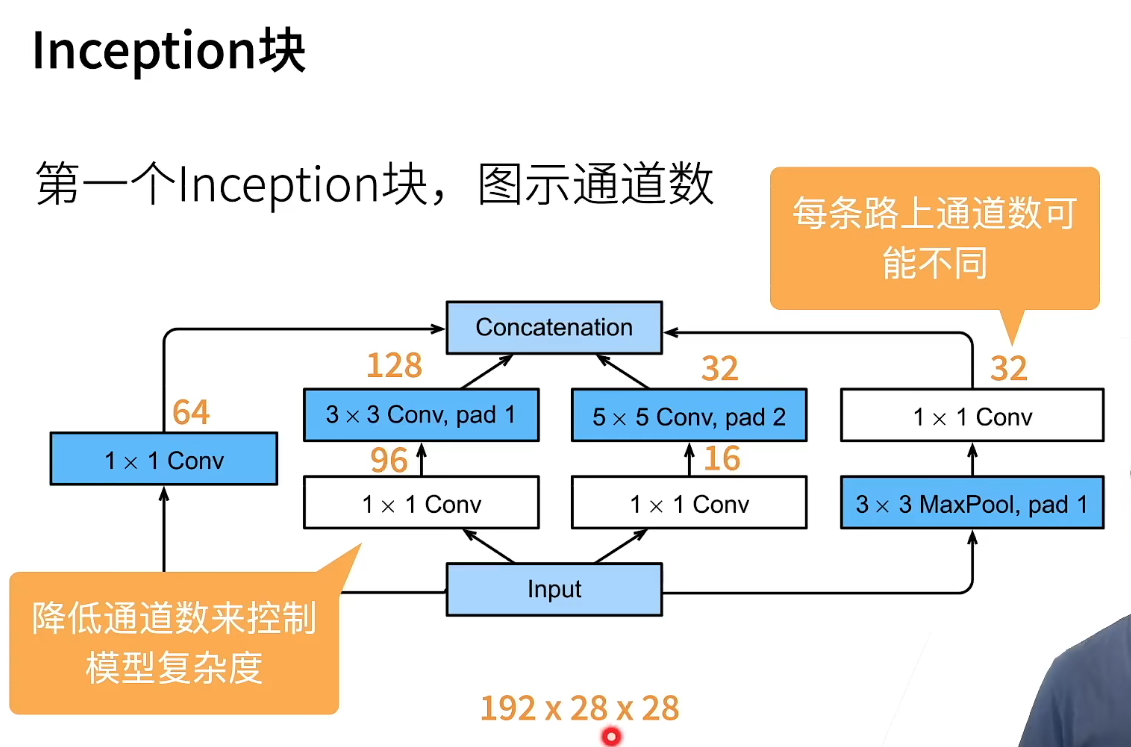 Inception块
第一个Inception块，图示通道数
每条路上通道数可
能不同
Concatenation
128
32
32
64
3 × 3 Conv, pad 1
5 × 5 Conv, pad 2
1 × 1 Conv
1 × 1 Conv
96
16
1 × 1 Conv
1 × 1 Conv
3 × 3 MaxPool, pad 1
Input
降低通道数来控制
模型复杂度
192 x 28 x 28